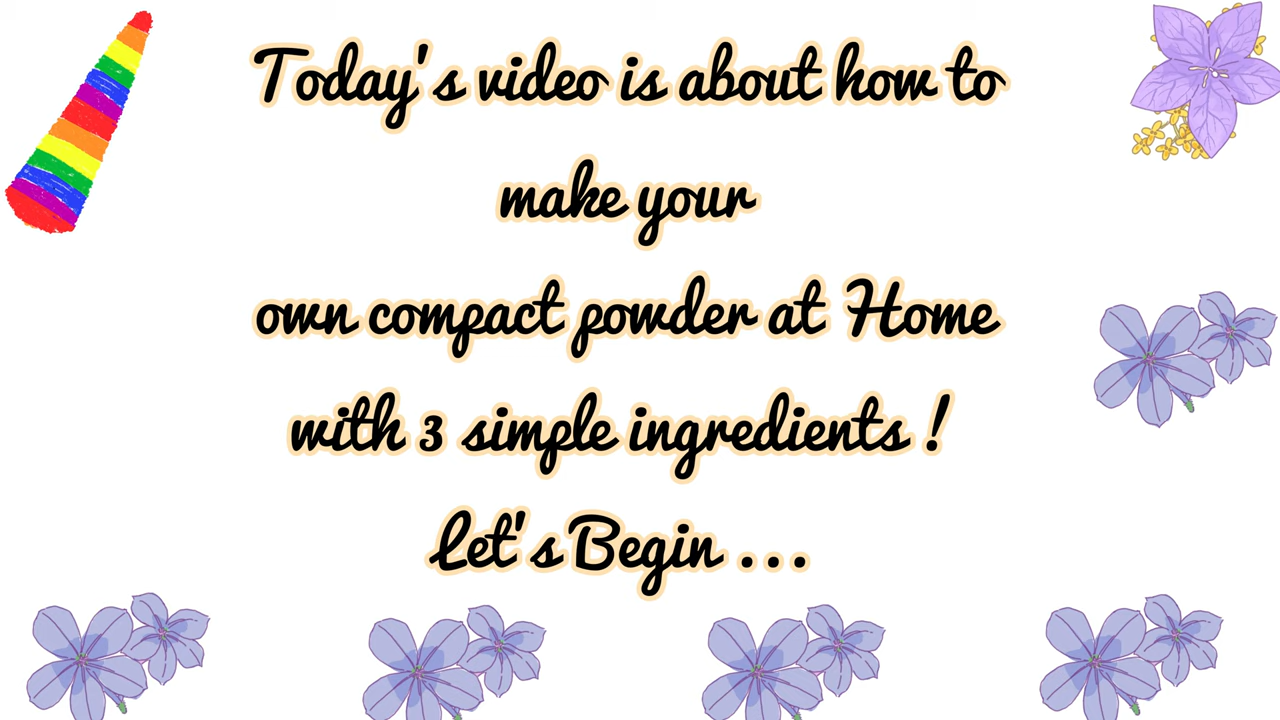 Today's video is about how to
make your
own compact powder at Home
with 3 simple ingredients !
Let's Begin ...